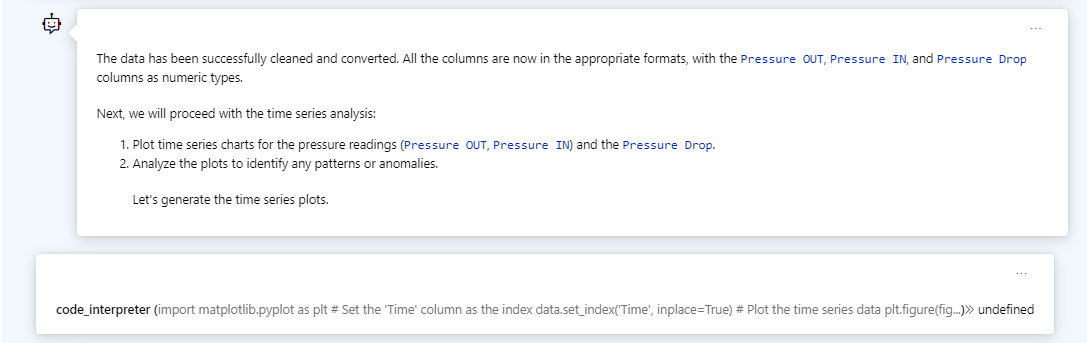 ...
The data has been successfully cleaned and converted. All the columns are now in the appropriate formats, with the Pressure OUT, Pressure IN, and Pressure Drop
columns as numeric types.
Next, we will proceed with the time series analysis:
1. Plot time series charts for the pressure readings (Pressure OUT, Pressure IN) and the Pressure Drop.
2. Analyze the plots to identify any patterns or anomalies.
Let's generate the time series plots.
...
code_interpreter (import matplotlib.pyplot as plt # Set the 'Time' column as the index data.set_index('Time', inplace=True) # Plot the time series data plt.figure(fig...)» undefined